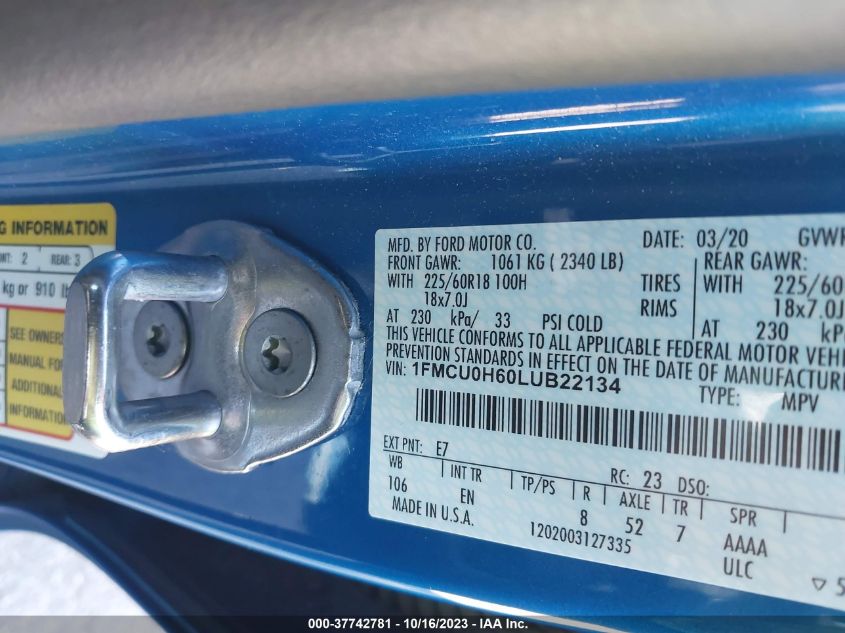 G INFORMATION
NT: 2 REAR: 3
kg or 910 lb
SEE OWNERS
MANUAL FOR
ADDITIONAL
MFD. BY FORD MOTOR CO. DATE: 03/20 GVWR
FRONT GAWR: 1061 KG ( 2340 LB) REAR GAWR:
WITH 225/60R18 100H TIRES WITH 225/60
18x7.0J RIMS 18x7.0J
AT 230 kPa/ 33 PSI COLD AT 230 kP
THIS VEHICLE CONFORMS TO ALL APPLICABLE FEDERAL MOTOR VEHI
PREVENTION STANDARDS IN EFFECT ON THE DATE OF MANUFACTURE
VIN: 1FMCU0H60LUB22134 TYPE: MPV
EXT PNT: E7 RC: 23 DSO:
WB INT TR TP/PS R AXLE TR SPR
106 EN 8 52 7 AAAA
MADE IN U.S.A. 1202003127335 ULC
▽ 5
000-37742781 - 10/16/2023 - IAA Inc.